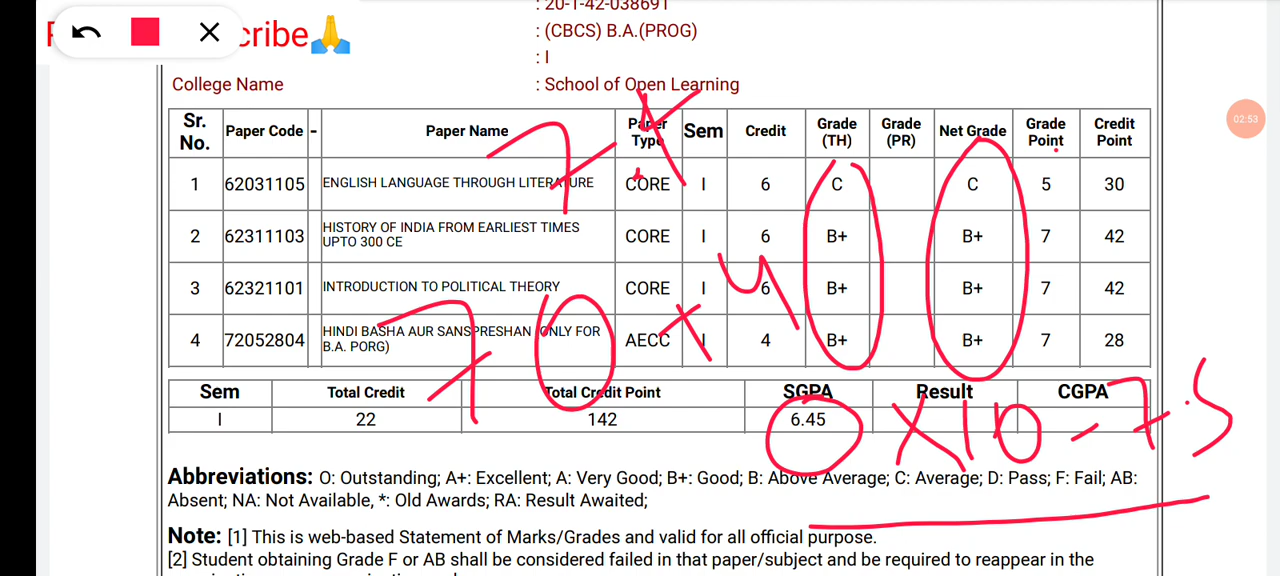 cribe🙏
: 20-1-42-038691
: (CBCS) B.A.(PROG)
: I
College Name : School of Open Learning
Sr. No. Paper Code - Paper Name Paper Type Sem Credit Grade (TH) Grade (PR) Net Grade Grade Point Credit Point
1 62031105 ENGLISH LANGUAGE THROUGH LITERATURE CORE I 6 C C 5 30
2 62311103 HISTORY OF INDIA FROM EARLIEST TIMES UPTO 300 CE CORE I 6 B+ B+ 7 42
3 62321101 INTRODUCTION TO POLITICAL THEORY CORE I 6 B+ B+ 7 42
4 72052804 HINDI BASHA AUR SANSPRESHAN (ONLY FOR B.A. PORG) AECC I 4 B+ B+ 7 28
Sem Total Credit Total Credit Point SGPA Result CGPA
I 22 142 6.45
7 x
7 0 x 4
x10 - 7.5
Abbreviations: O: Outstanding; A+: Excellent; A: Very Good; B+: Good; B: Above Average; C: Average; D: Pass; F: Fail; AB:
Absent; NA: Not Available, *: Old Awards; RA: Result Awaited;
Note: [1] This is web-based Statement of Marks/Grades and valid for all official purpose.
[2] Student obtaining Grade F or AB shall be considered failed in that paper/subject and be required to reappear in the
02:53